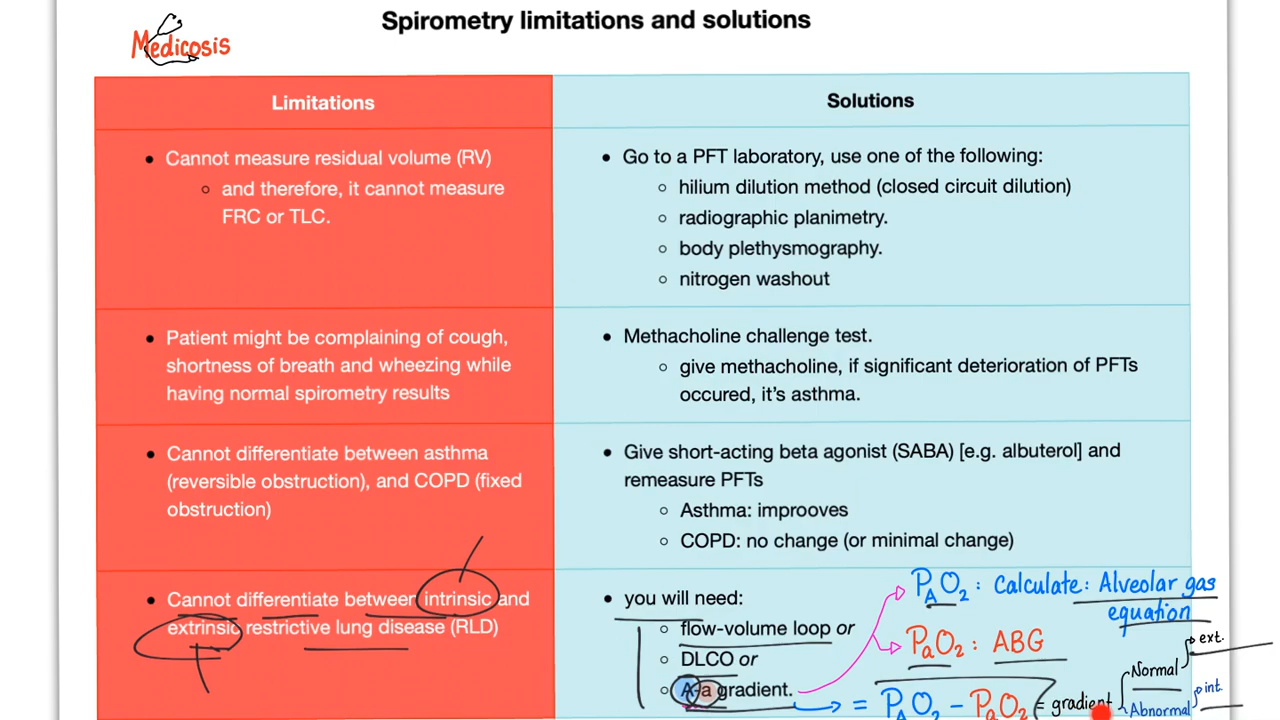 Spirometry limitations and solutions
Medicosis
Limitations
Solutions
• Cannot measure residual volume (RV)
○ and therefore, it cannot measure
FRC or TLC.
• Go to a PFT laboratory, use one of the following:
○ hilium dilution method (closed circuit dilution)
○ radiographic planimetry.
○ body plethysmography.
○ nitrogen washout
• Patient might be complaining of cough,
shortness of breath and wheezing while
having normal spirometry results
• Methacholine challenge test.
○ give methacholine, if significant deterioration of PFTs
occured, it's asthma.
• Cannot differentiate between asthma
(reversible obstruction), and COPD (fixed
obstruction)
• Give short-acting beta agonist (SABA) [e.g. albuterol] and
remeasure PFTs
○ Asthma: improoves
○ COPD: no change (or minimal change)
• Cannot differentiate between intrinsic and
extrinsic restrictive lung disease (RLD)
• you will need:
○ flow-volume loop or
○ DLCO or
○ A-a gradient.
PAO2: Calculate: Alveolar gas
equation
PaO2: ABG
= PAO2 - PaO2 = gradient
Normal
ext.
Abnormal
int.